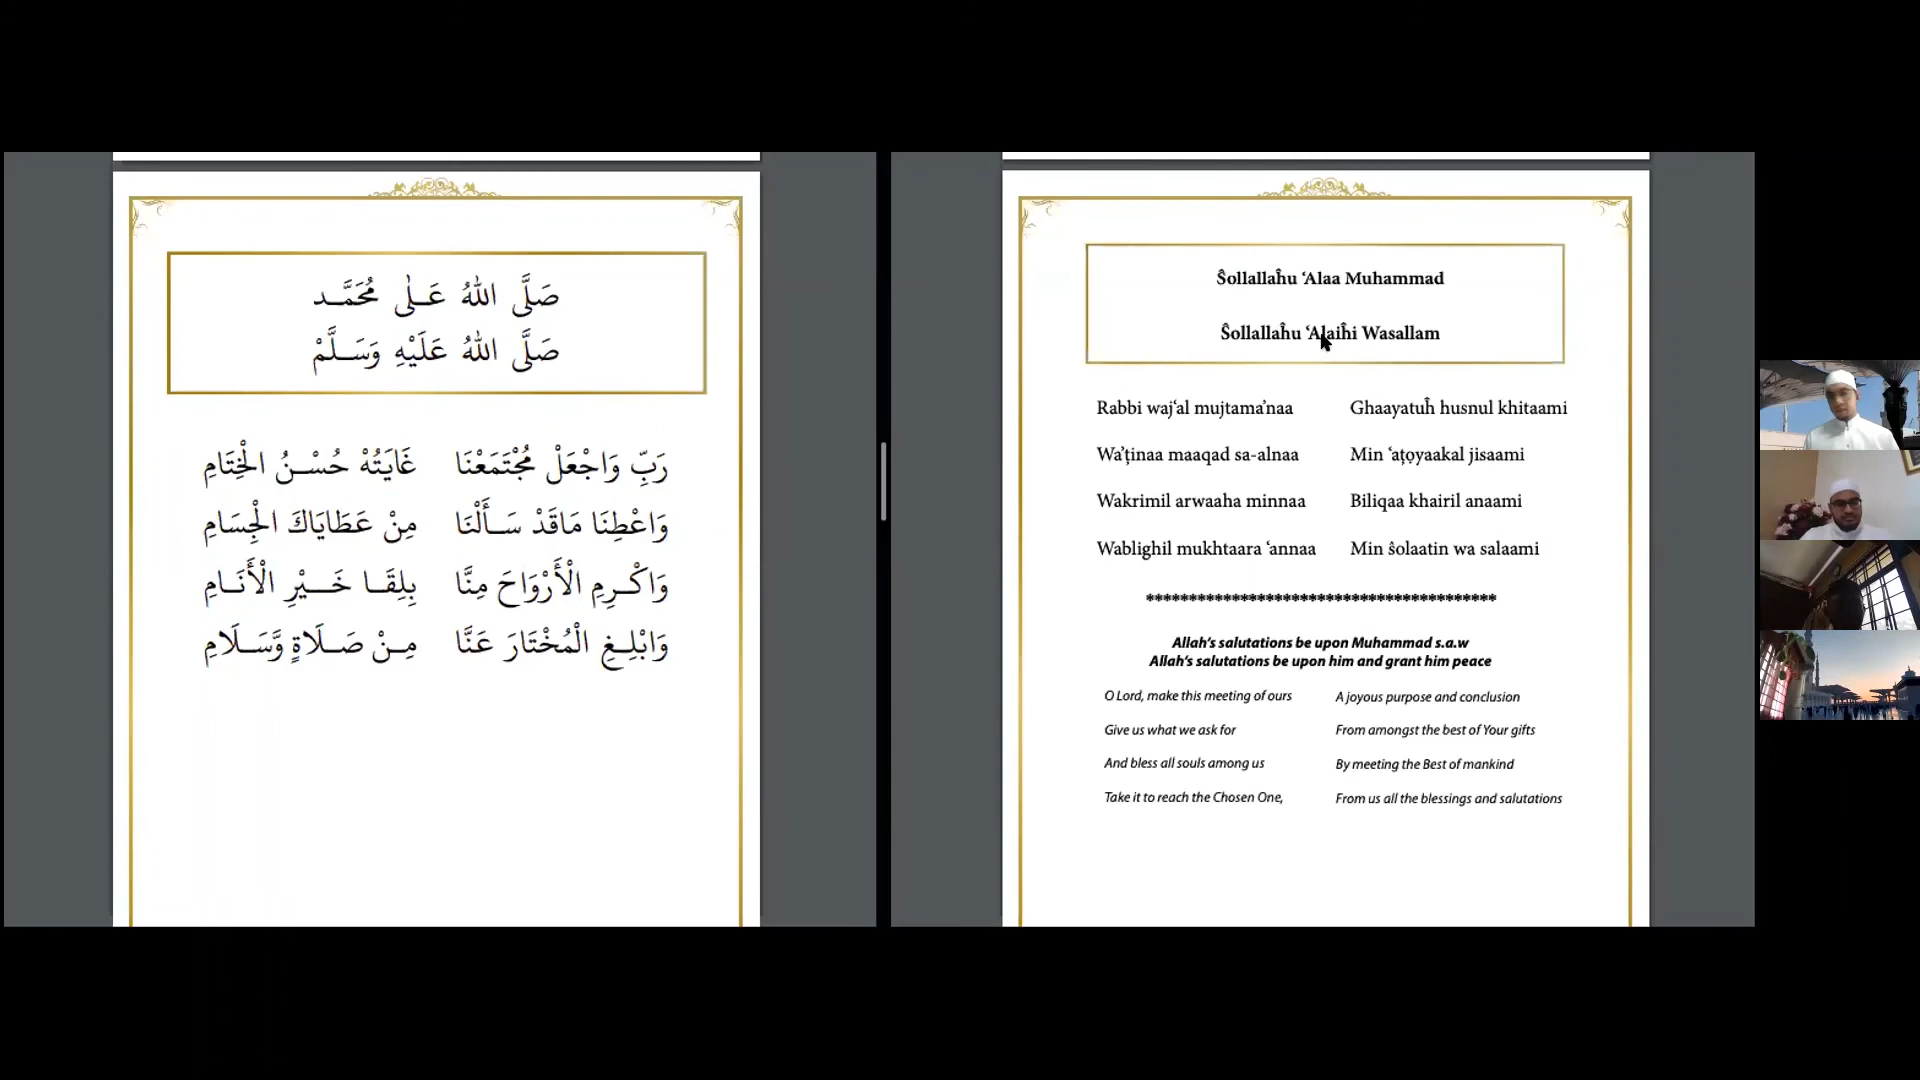 صَلَّى اللهُ عَلٰى مُحَمَّد
صَلَّى اللهُ عَلَيْهِ وَسَلَّمْ
رَبِّ وَاجْعَلْ مُجْتَمَعْنَا غَايَتُهْ حُسْنُ الْخِتَامِ
وَاعْطِنَا مَاقَدْ سَأَلْنَا مِنْ عَطَايَاكَ الْجِسَامِ
وَاكْرِمِ الْأَرْوَاحَ مِنَّا بِلِقَا خَيْرِ الْأَنَامِ
وَابْلِغِ الْمُخْتَارَ عَنَّا مِنْ صَلَاةٍ وَّسَلَامِ
Ŝollallaĥu ‘Alaa Muhammad
Ŝollallaĥu ‘Alaiĥi Wasallam
Rabbi waj‘al mujtama’naa Ghaayatuĥ husnul khitaami
Wa’ṭinaa maaqad sa-alnaa Min ‘aṭọyaakal jisaami
Wakrimil arwaaha minnaa Biliqaa khairil anaami
Wablighil mukhtaara ‘annaa Min ŝolaatin wa salaami
*****************************************
Allah’s salutations be upon Muhammad s.a.w
Allah’s salutations be upon him and grant him peace
O Lord, make this meeting of ours A joyous purpose and conclusion
Give us what we ask for From amongst the best of Your gifts
And bless all souls among us By meeting the Best of mankind
Take it to reach the Chosen One, From us all the blessings and salutations